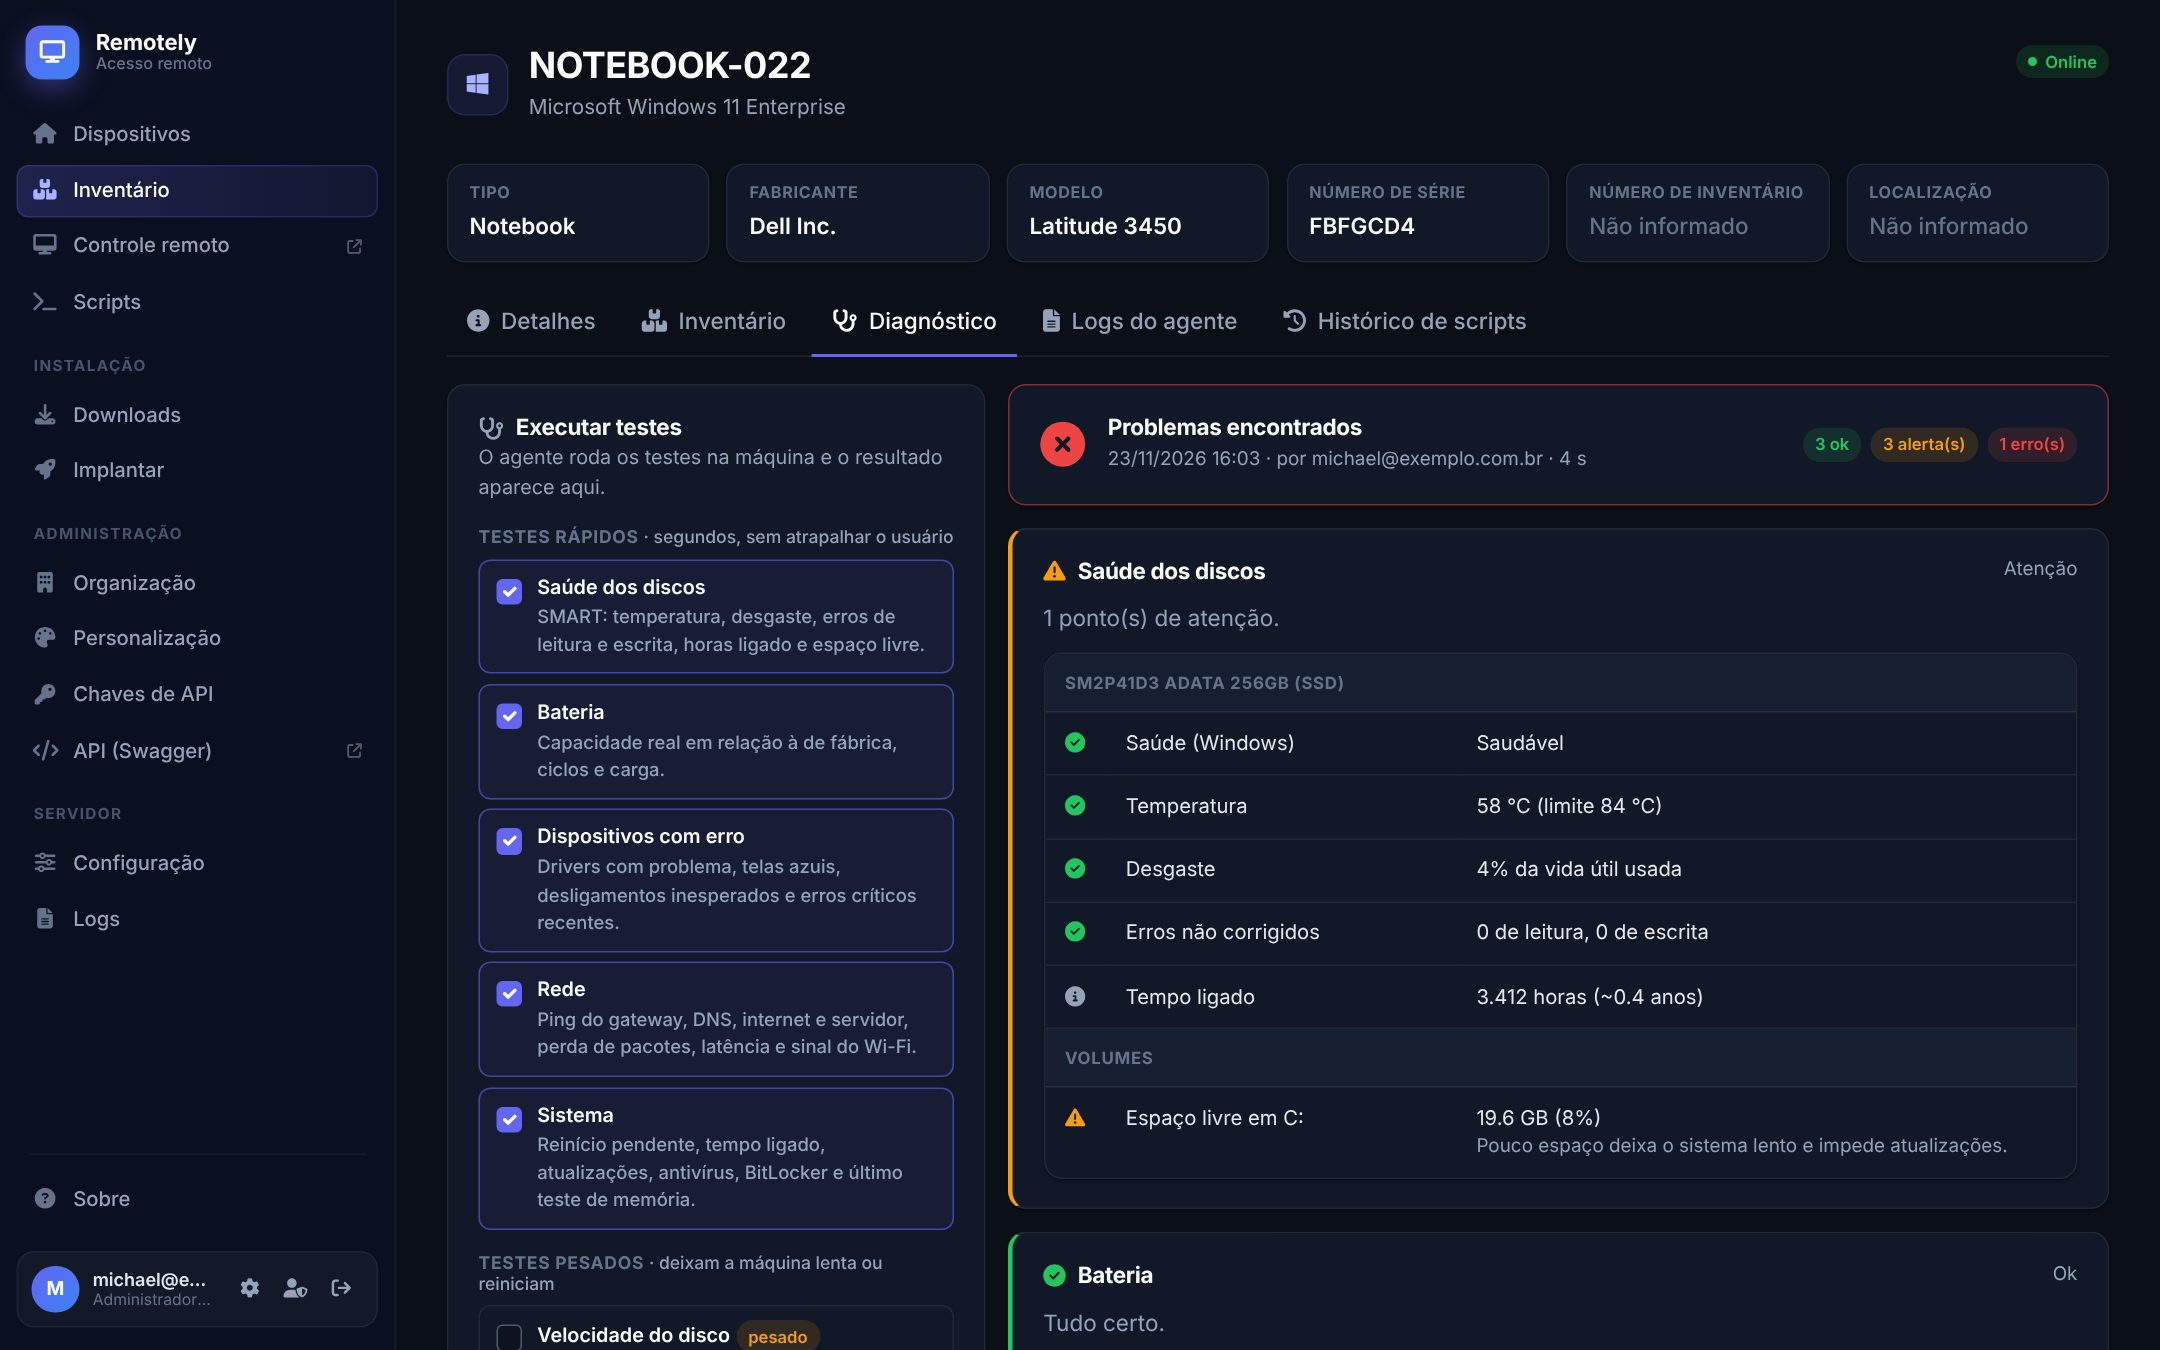 Remotely
Acesso remoto
Dispositivos
Inventário
Controle remoto
Scripts
INSTALAÇÃO
Downloads
Implantar
ADMINISTRAÇÃO
Organização
Personalização
Chaves de API
API (Swagger)
SERVIDOR
Configuração
Logs
Sobre
M
michael@e...
Administrador...
NOTEBOOK-022
Microsoft Windows 11 Enterprise
Online
TIPO
Notebook
FABRICANTE
Dell Inc.
MODELO
Latitude 3450
NÚMERO DE SÉRIE
FBFGCD4
NÚMERO DE INVENTÁRIO
Não informado
LOCALIZAÇÃO
Não informado
Detalhes
Inventário
Diagnóstico
Logs do agente
Histórico de scripts
Executar testes
O agente roda os testes na máquina e o resultado
aparece aqui.
TESTES RÁPIDOS · segundos, sem atrapalhar o usuário
Saúde dos discos
SMART: temperatura, desgaste, erros de
leitura e escrita, horas ligado e espaço livre.
Bateria
Capacidade real em relação à de fábrica,
ciclos e carga.
Dispositivos com erro
Drivers com problema, telas azuis,
desligamentos inesperados e erros críticos
recentes.
Rede
Ping do gateway, DNS, internet e servidor,
perda de pacotes, latência e sinal do Wi-Fi.
Sistema
Reinício pendente, tempo ligado,
atualizações, antivírus, BitLocker e último
teste de memória.
TESTES PESADOS · deixam a máquina lenta ou
reiniciam
Velocidade do disco pesado
Problemas encontrados
23/11/2026 16:03 · por michael@exemplo.com.br · 4 s
3 ok
3 alerta(s)
1 erro(s)
Saúde dos discos
Atenção
1 ponto(s) de atenção.
SM2P41D3 ADATA 256GB (SSD)
Saúde (Windows) Saudável
Temperatura 58 °C (limite 84 °C)
Desgaste 4% da vida útil usada
Erros não corrigidos 0 de leitura, 0 de escrita
Tempo ligado 3.412 horas (~0.4 anos)
VOLUMES
Espaço livre em C: 19.6 GB (8%)
Pouco espaço deixa o sistema lento e impede atualizações.
Bateria
Ok
Tudo certo.